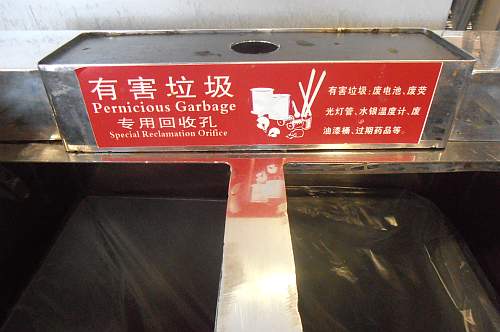 有害垃圾
Pernicious Garbage
专用回收孔
Special Reclamation Orifice
有害垃圾:废电池、废荧
光灯管、水银温度计、废
油漆桶、过期药品等。